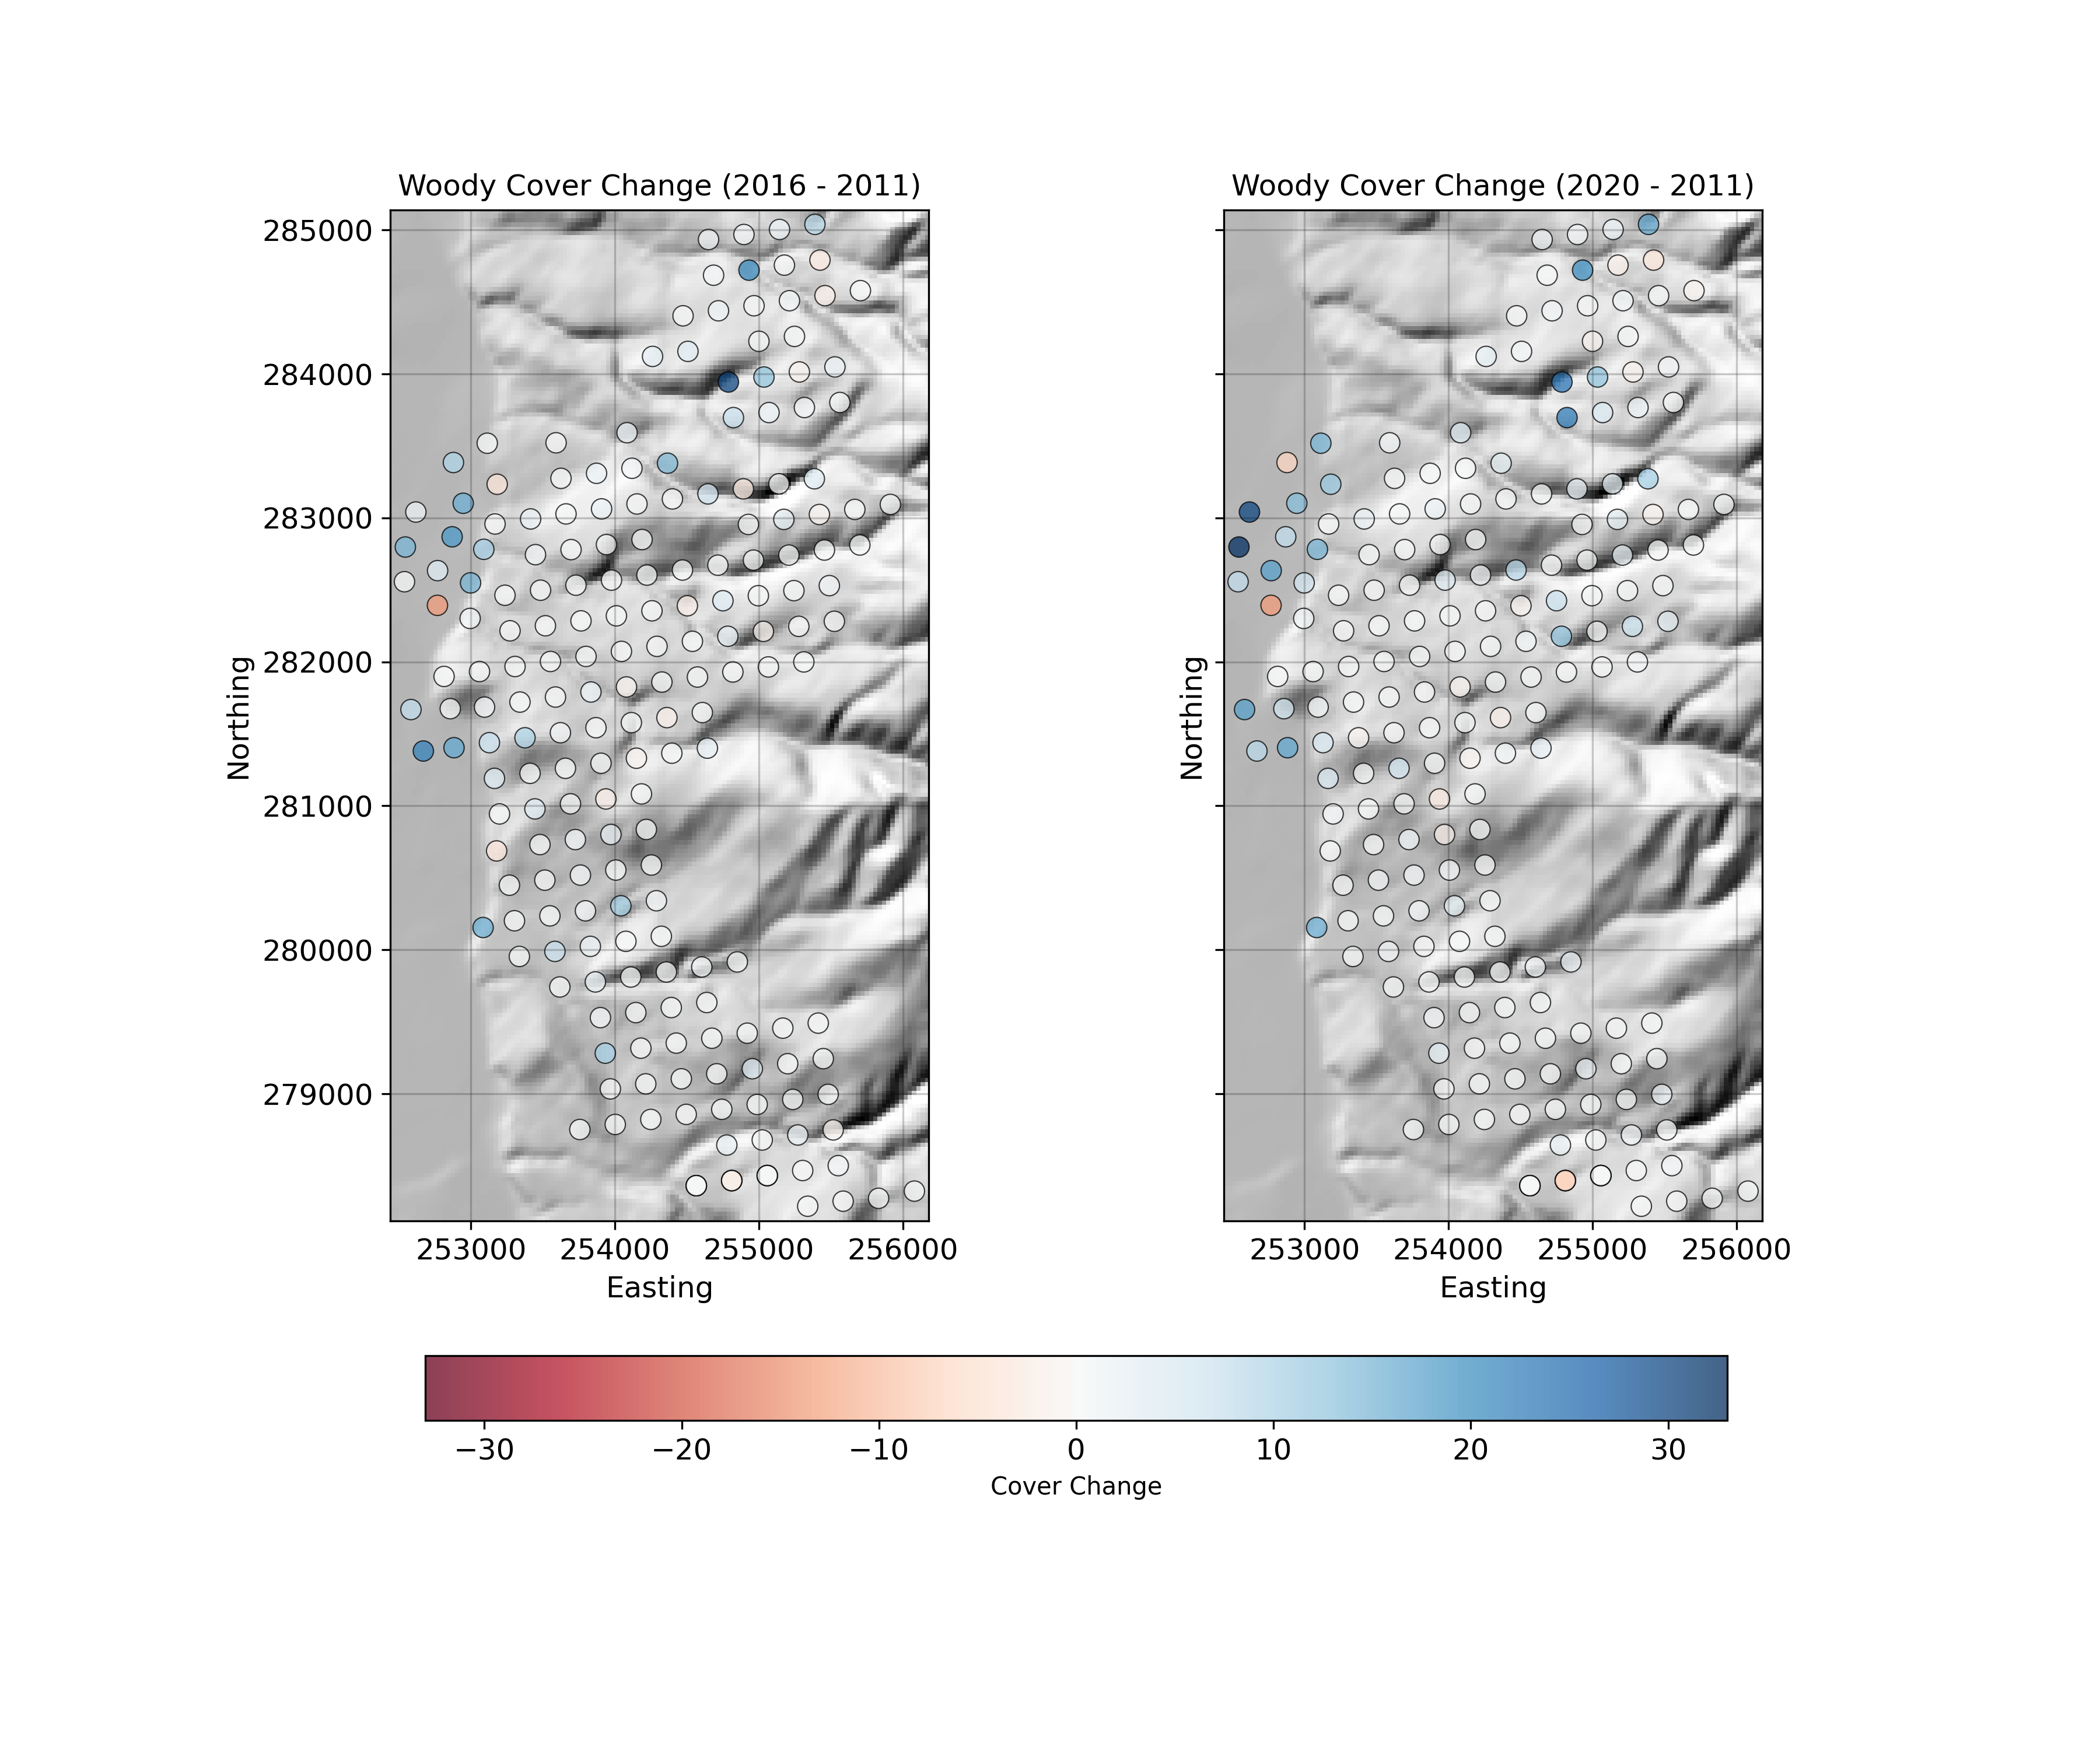 Woody Cover Change (2016 - 2011)
Woody Cover Change (2020 - 2011)
285000
284000
283000
282000
281000
280000
279000
Northing
Northing
253000 254000 255000 256000
253000 254000 255000 256000
Easting
Easting
−30 −20 −10 0 10 20 30
Cover Change